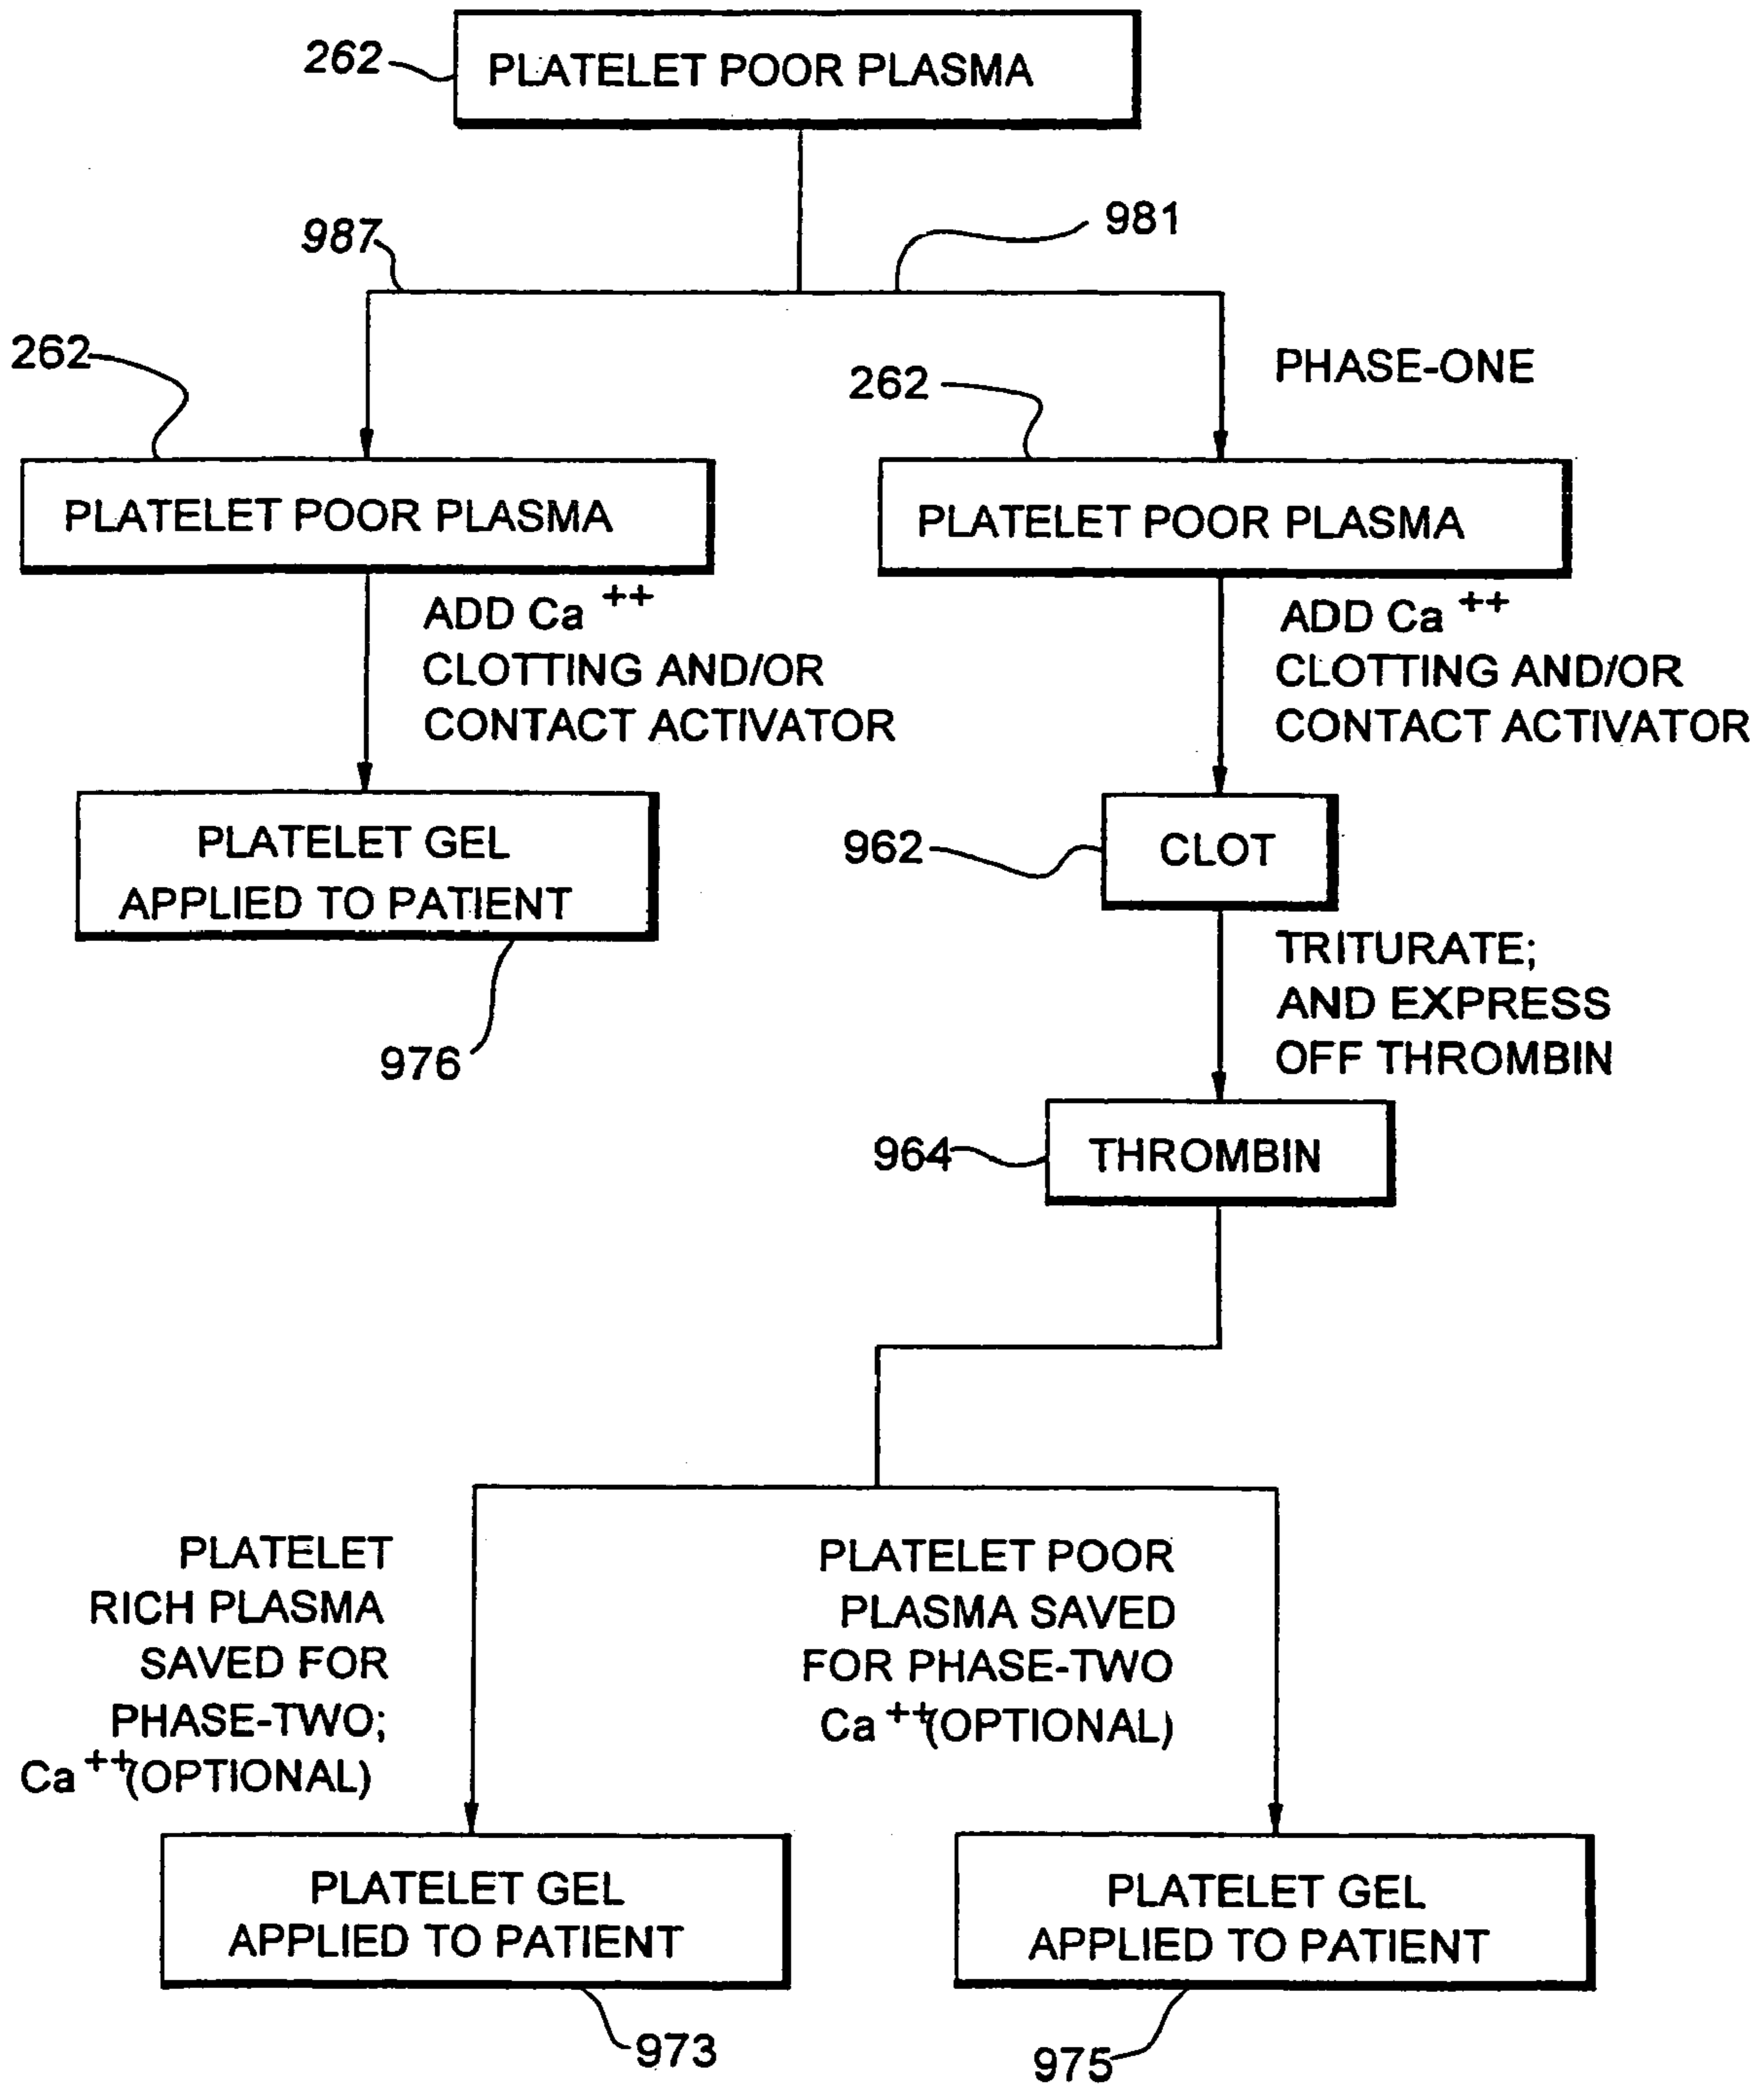 262
PLATELET POOR PLASMA
987
981
262
262
PHASE-ONE
PLATELET POOR PLASMA
PLATELET POOR PLASMA
ADD Ca ++
CLOTTING AND/OR
CONTACT ACTIVATOR
ADD Ca ++
CLOTTING AND/OR
CONTACT ACTIVATOR
PLATELET GEL
APPLIED TO PATIENT
976
962
CLOT
TRITURATE;
AND EXPRESS
OFF THROMBIN
964
THROMBIN
PLATELET
RICH PLASMA
SAVED FOR
PHASE-TWO;
Ca ++(OPTIONAL)
PLATELET POOR
PLASMA SAVED
FOR PHASE-TWO
Ca ++(OPTIONAL)
PLATELET GEL
APPLIED TO PATIENT
973
PLATELET GEL
APPLIED TO PATIENT
975